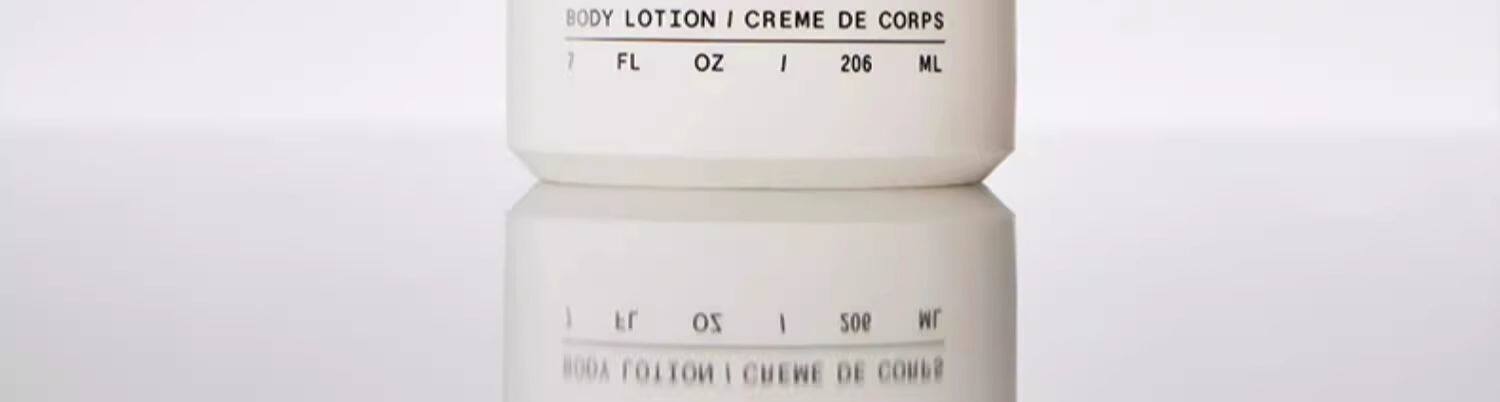 BODY LOTION / CREME DE CORPS
7 FL OZ / 206 ML